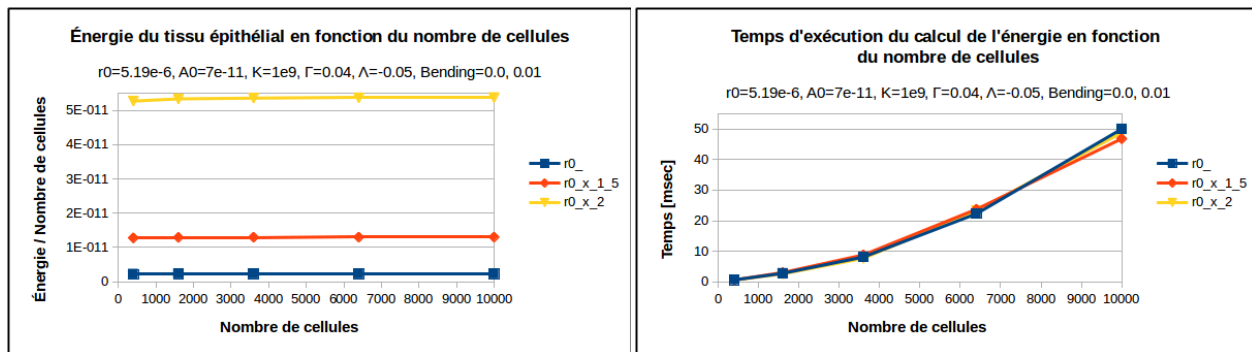 Énergie du tissu épithélial en fonction du nombre de cellules
r0=5.19e-6, A0=7e-11, K=1e9, Γ=0.04, Λ=-0.05, Bending=0.0, 0.01
Énergie / Nombre de cellules
5E-011
4E-011
3E-011
2E-011
1E-011
0
0 1000 2000 3000 4000 5000 6000 7000 8000 9000 10000
Nombre de cellules
r0_
r0_x_1_5
r0_x_2
Temps d'exécution du calcul de l'énergie en fonction
du nombre de cellules
r0=5.19e-6, A0=7e-11, K=1e9, Γ=0.04, Λ=-0.05, Bending=0.0, 0.01
Temps [msec]
50
40
30
20
10
0
0 1000 2000 3000 4000 5000 6000 7000 8000 9000 10000
Nombre de cellules
r0_
r0_x_1_5
r0_x_2